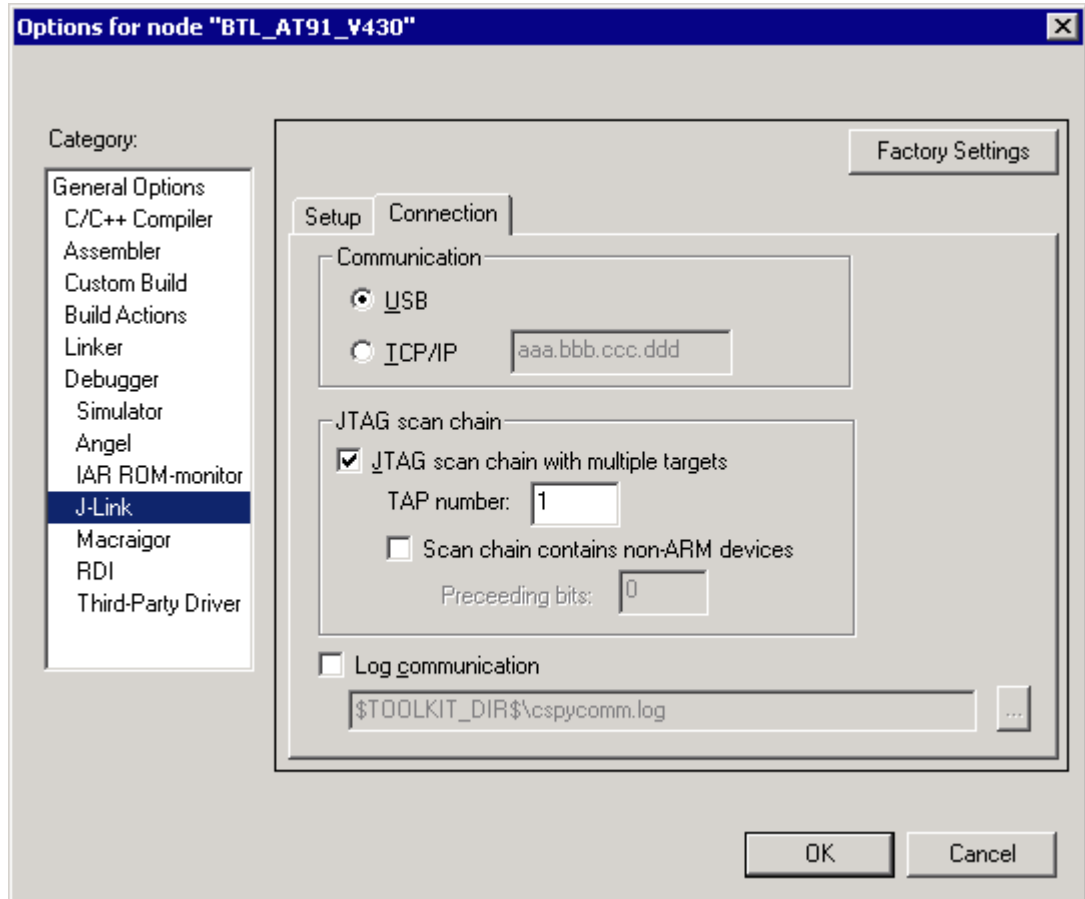 Options for node "BTL_AT91_V430"
Category:
Factory Settings
General Options
C/C++ Compiler
Assembler
Custom Build
Build Actions
Linker
Debugger
Simulator
Angel
IAR ROM-monitor
J-Link
Macraigor
RDI
Third-Party Driver
Setup
Connection
Communication
USB
TCP/IP
aaa.bbb.ccc.ddd
JTAG scan chain
JTAG scan chain with multiple targets
TAP number:
1
Scan chain contains non-ARM devices
Preceeding bits:
0
Log communication
$TOOLKIT_DIR$\cspycomm.log
...
OK
Cancel